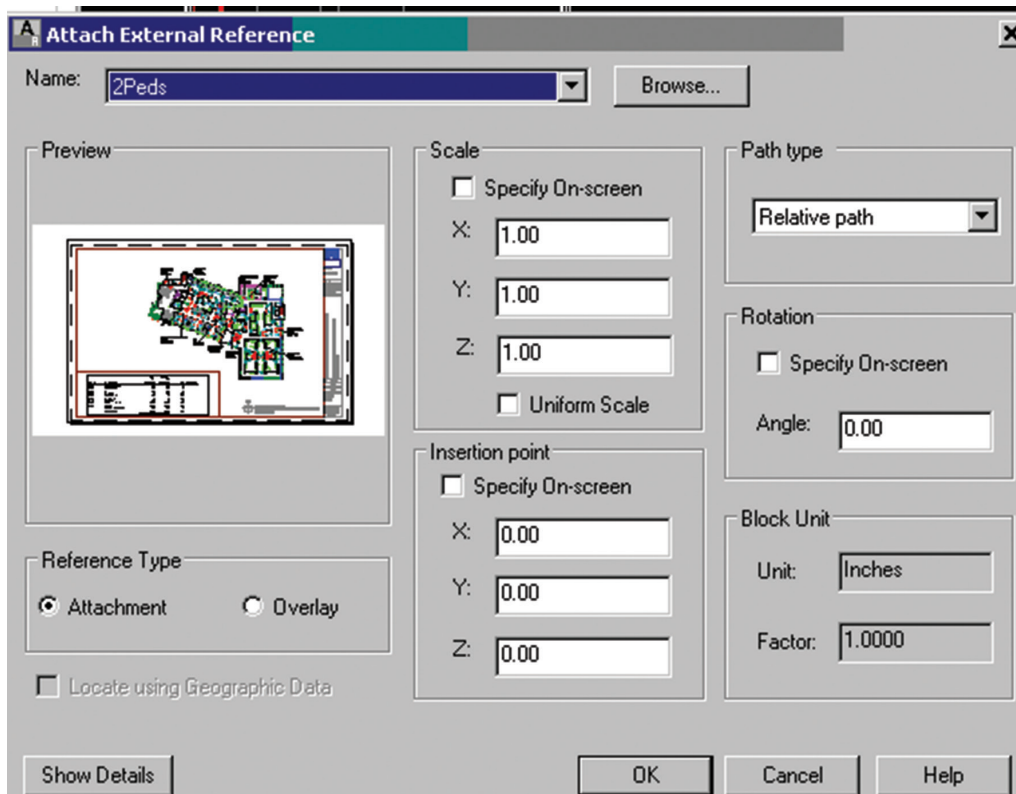 Attach External Reference
Name: 2Peds Browse...
Preview
Scale
Specify On-screen
X: 1.00
Y: 1.00
Z: 1.00
Uniform Scale
Path type
Relative path
Rotation
Specify On-screen
Angle: 0.00
Insertion point
Specify On-screen
X: 0.00
Y: 0.00
Z: 0.00
Block Unit
Unit: Inches
Factor: 1.0000
Reference Type
Attachment Overlay
Locate using Geographic Data
Show Details OK Cancel Help